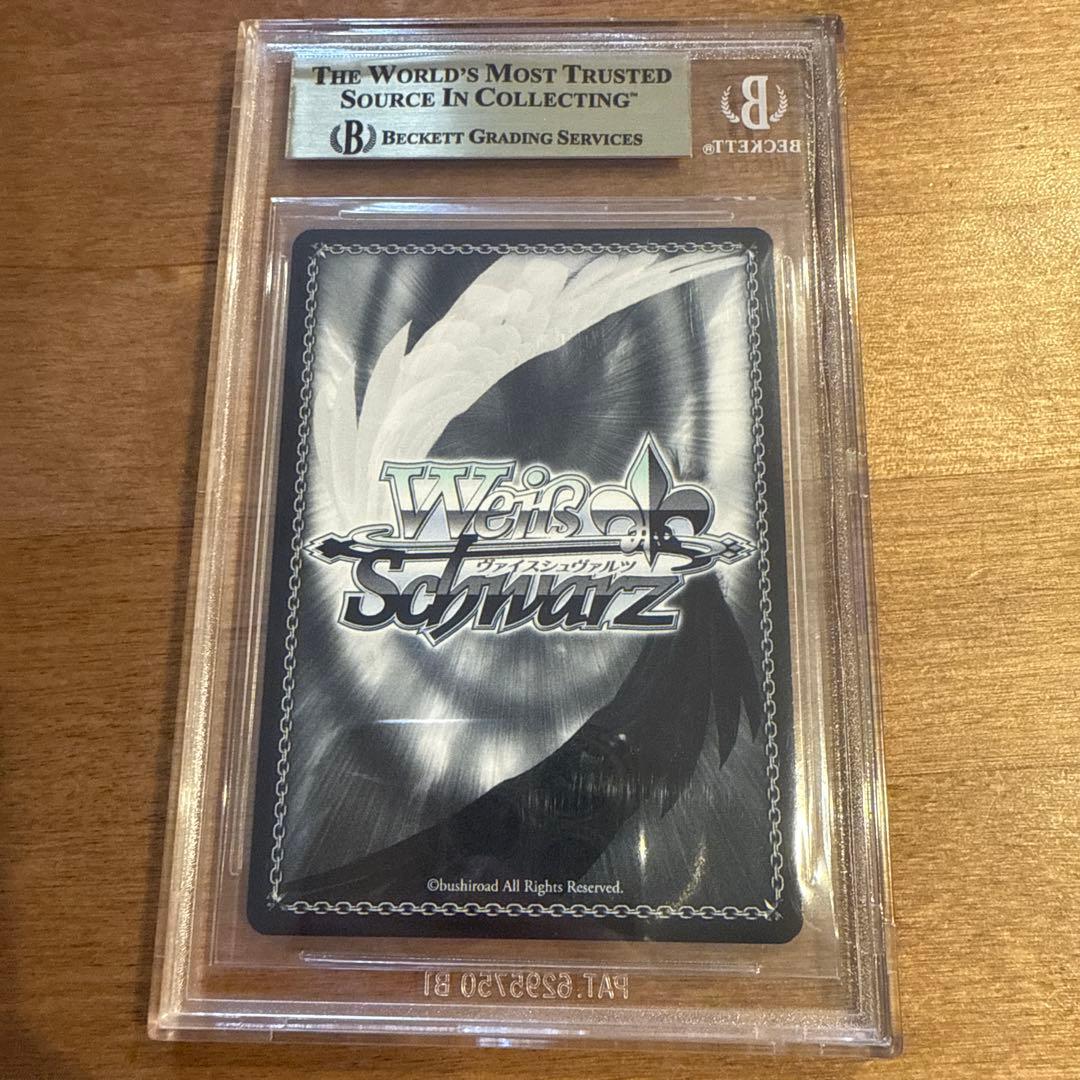 THE WORLD'S MOST TRUSTED
SOURCE IN COLLECTING™
B BECKETT GRADING SERVICES
B
BECKETT®
Weiß
ヴァイスシュヴァルツ
Schwarz
©bushiroad All Rights Reserved.
PAT. 6295750 B1